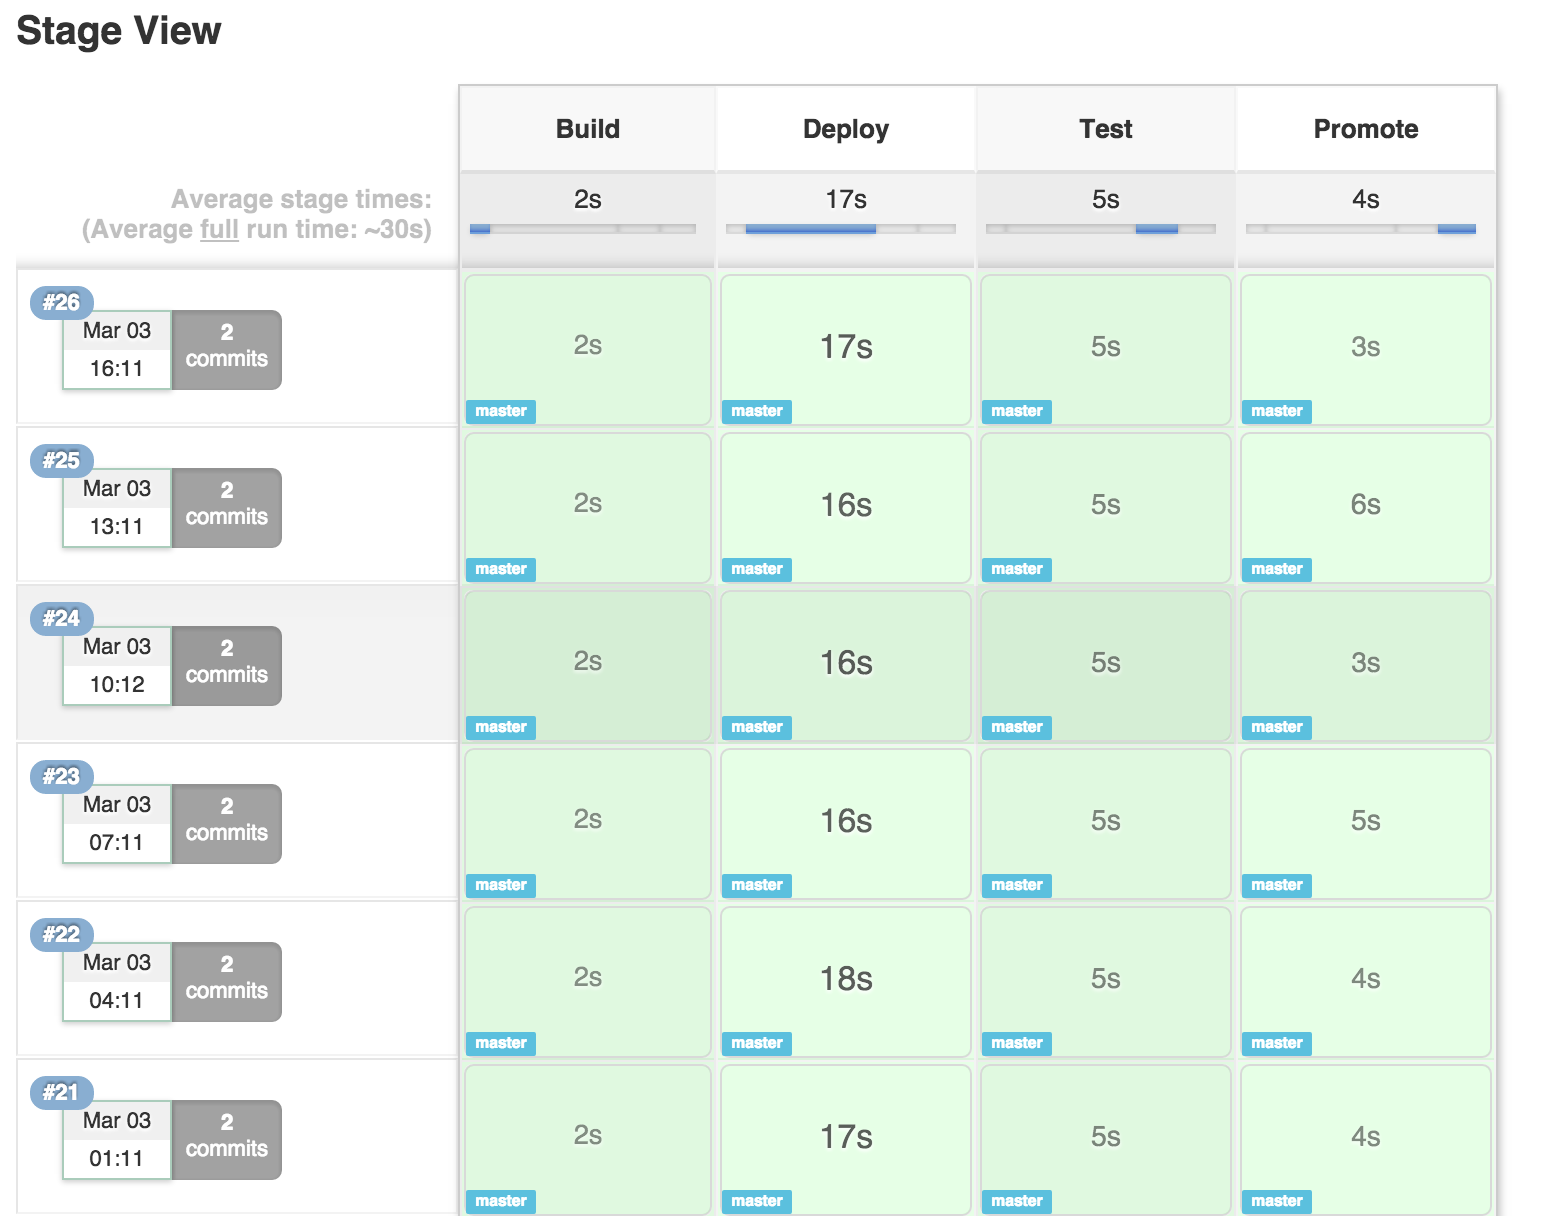 Stage View
Build Deploy Test Promote
Average stage times: 2s 17s 5s 4s
(Average full run time: ~30s)
#26
Mar 03
16:11
2
commits
2s 17s 5s 3s
master master master master
#25
Mar 03
13:11
2
commits
2s 16s 5s 6s
master master master master
#24
Mar 03
10:12
2
commits
2s 16s 5s 3s
master master master master
#23
Mar 03
07:11
2
commits
2s 16s 5s 5s
master master master master
#22
Mar 03
04:11
2
commits
2s 18s 5s 4s
master master master master
#21
Mar 03
01:11
2
commits
2s 17s 5s 4s
master master master master